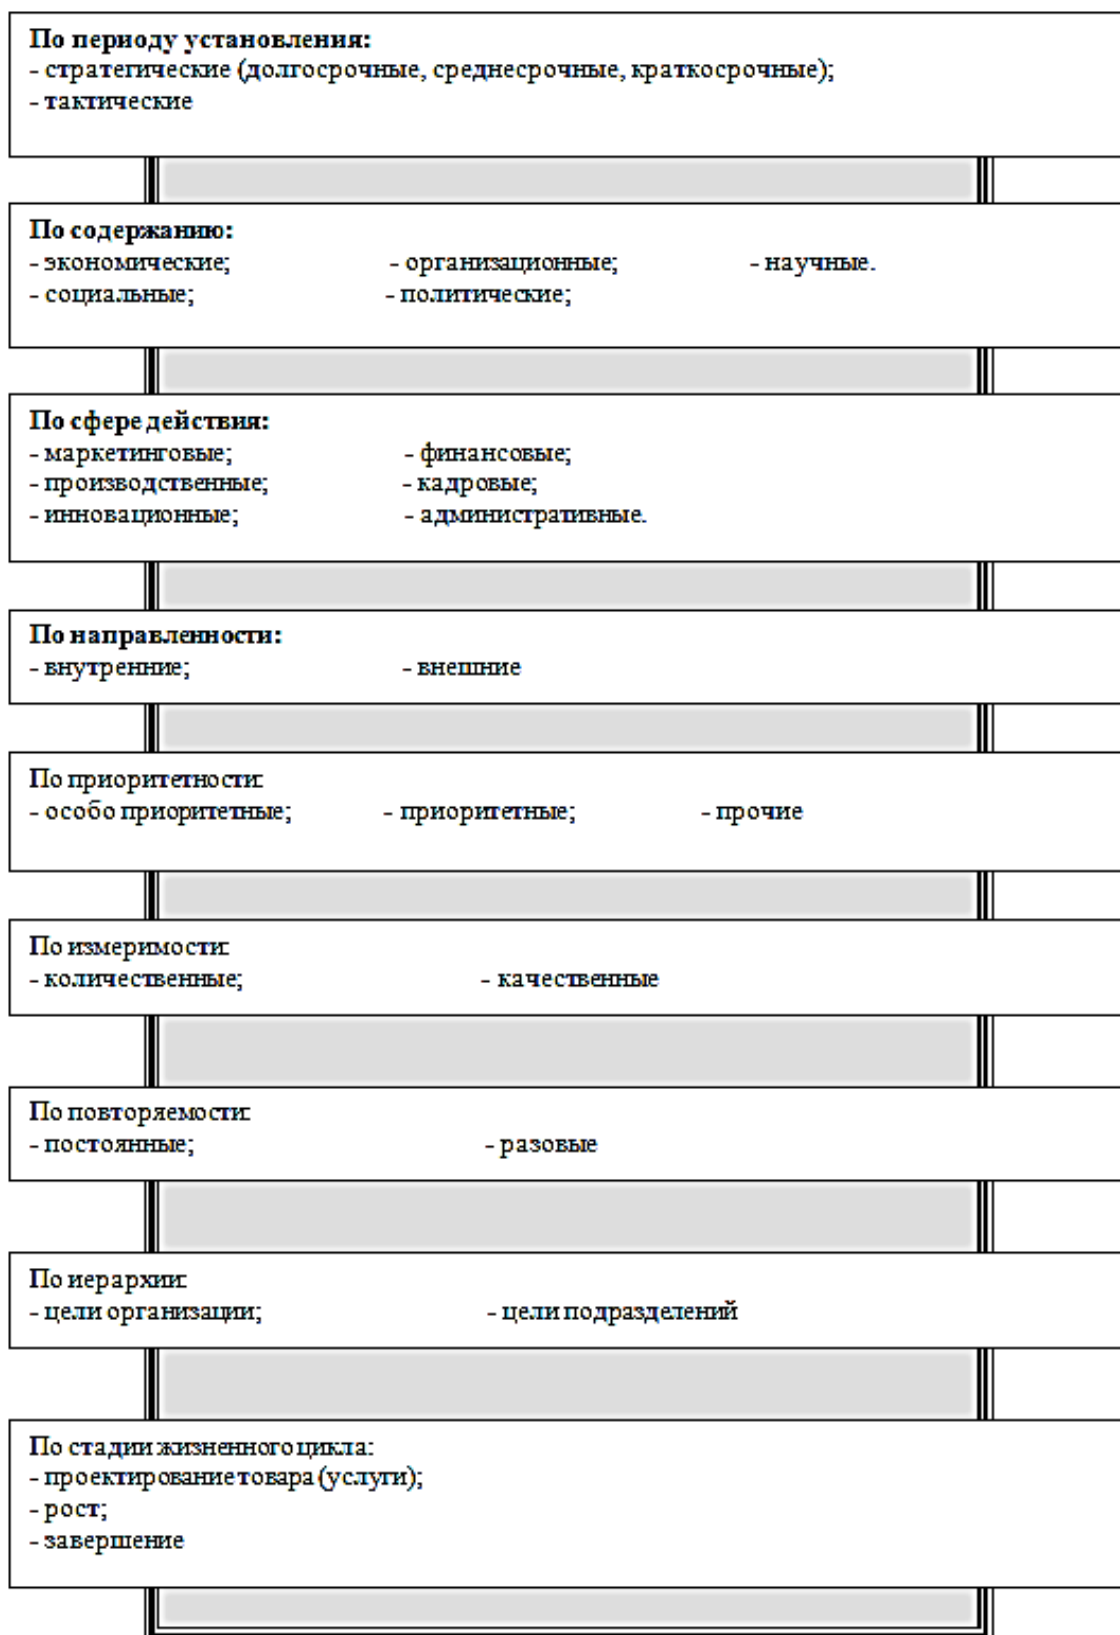 По периоду установления:
- стратегические (долгосрочные, среднесрочные, краткосрочные);
- тактические
По содержанию:
- экономические; - организационные; - научные.
- социальные; - политические;
По сфере действия:
- маркетинговые; - финансовые;
- производственные; - кадровые;
- инновационные; - административные.
По направленности:
- внутренние; - внешние
По приоритетности:
- особо приоритетные; - приоритетные; - прочие
По измеримости:
- количественные; - качественные
По повторяемости:
- постоянные; - разовые
По иерархии:
- цели организации; - цели подразделений
По стадии жизненного цикла:
- проектирование товара (услуги);
- рост;
- завершение